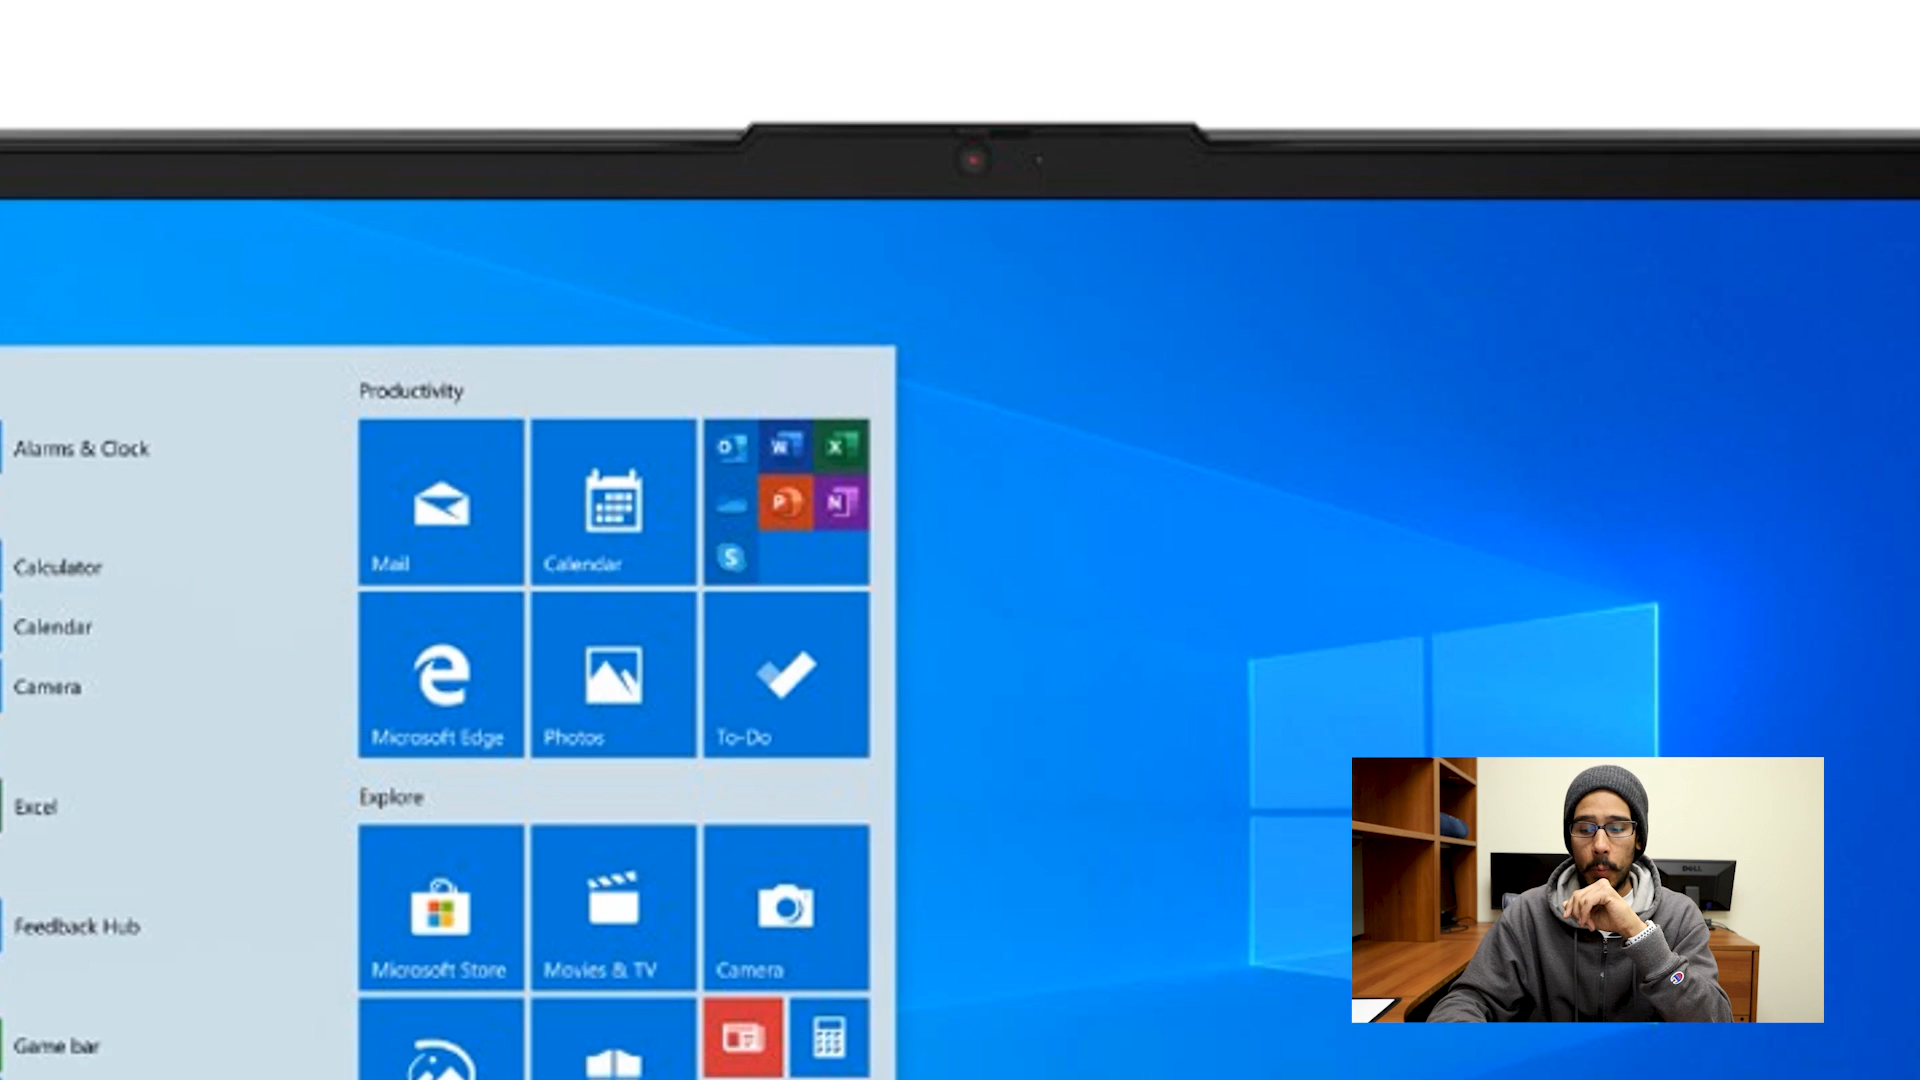 Productivity
Alarms & Clock
Mail
Calendar
Calculator
Calendar
Camera
Microsoft Edge
Photos
To-Do
Explore
Excel
Feedback Hub
Microsoft Store
Movies & TV
Camera
Game bar
DELL